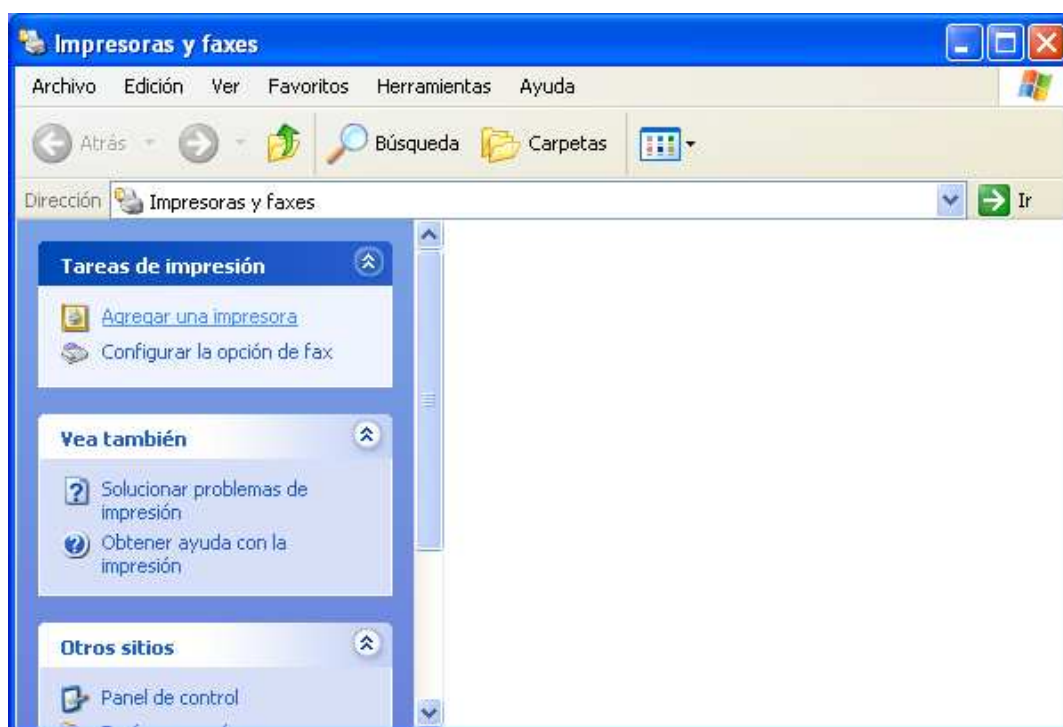 Impresoras y faxes
Archivo Edición Ver Favoritos Herramientas Ayuda
Atrás Búsqueda Carpetas
Dirección Impresoras y faxes Ir
Tareas de impresión
Agregar una impresora
Configurar la opción de fax
Vea también
Solucionar problemas de
impresión
Obtener ayuda con la
impresión
Otros sitios
Panel de control